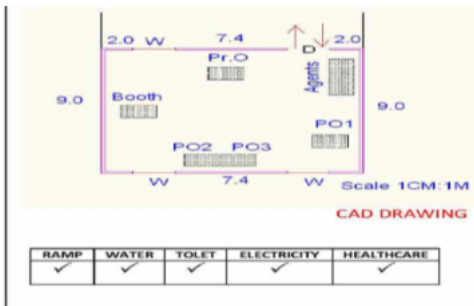 2.0 W 7.4 D 2.0
Pr.O
Agents
9.0 Booth 9.0
PO1
PO2 PO3
W 7.4 W Scale 1CM:1M
CAD DRAWING
RAMP WATER TOLET ELECTRICITY HEALTHCARE
✓ ✓ ✓ ✓ ✓